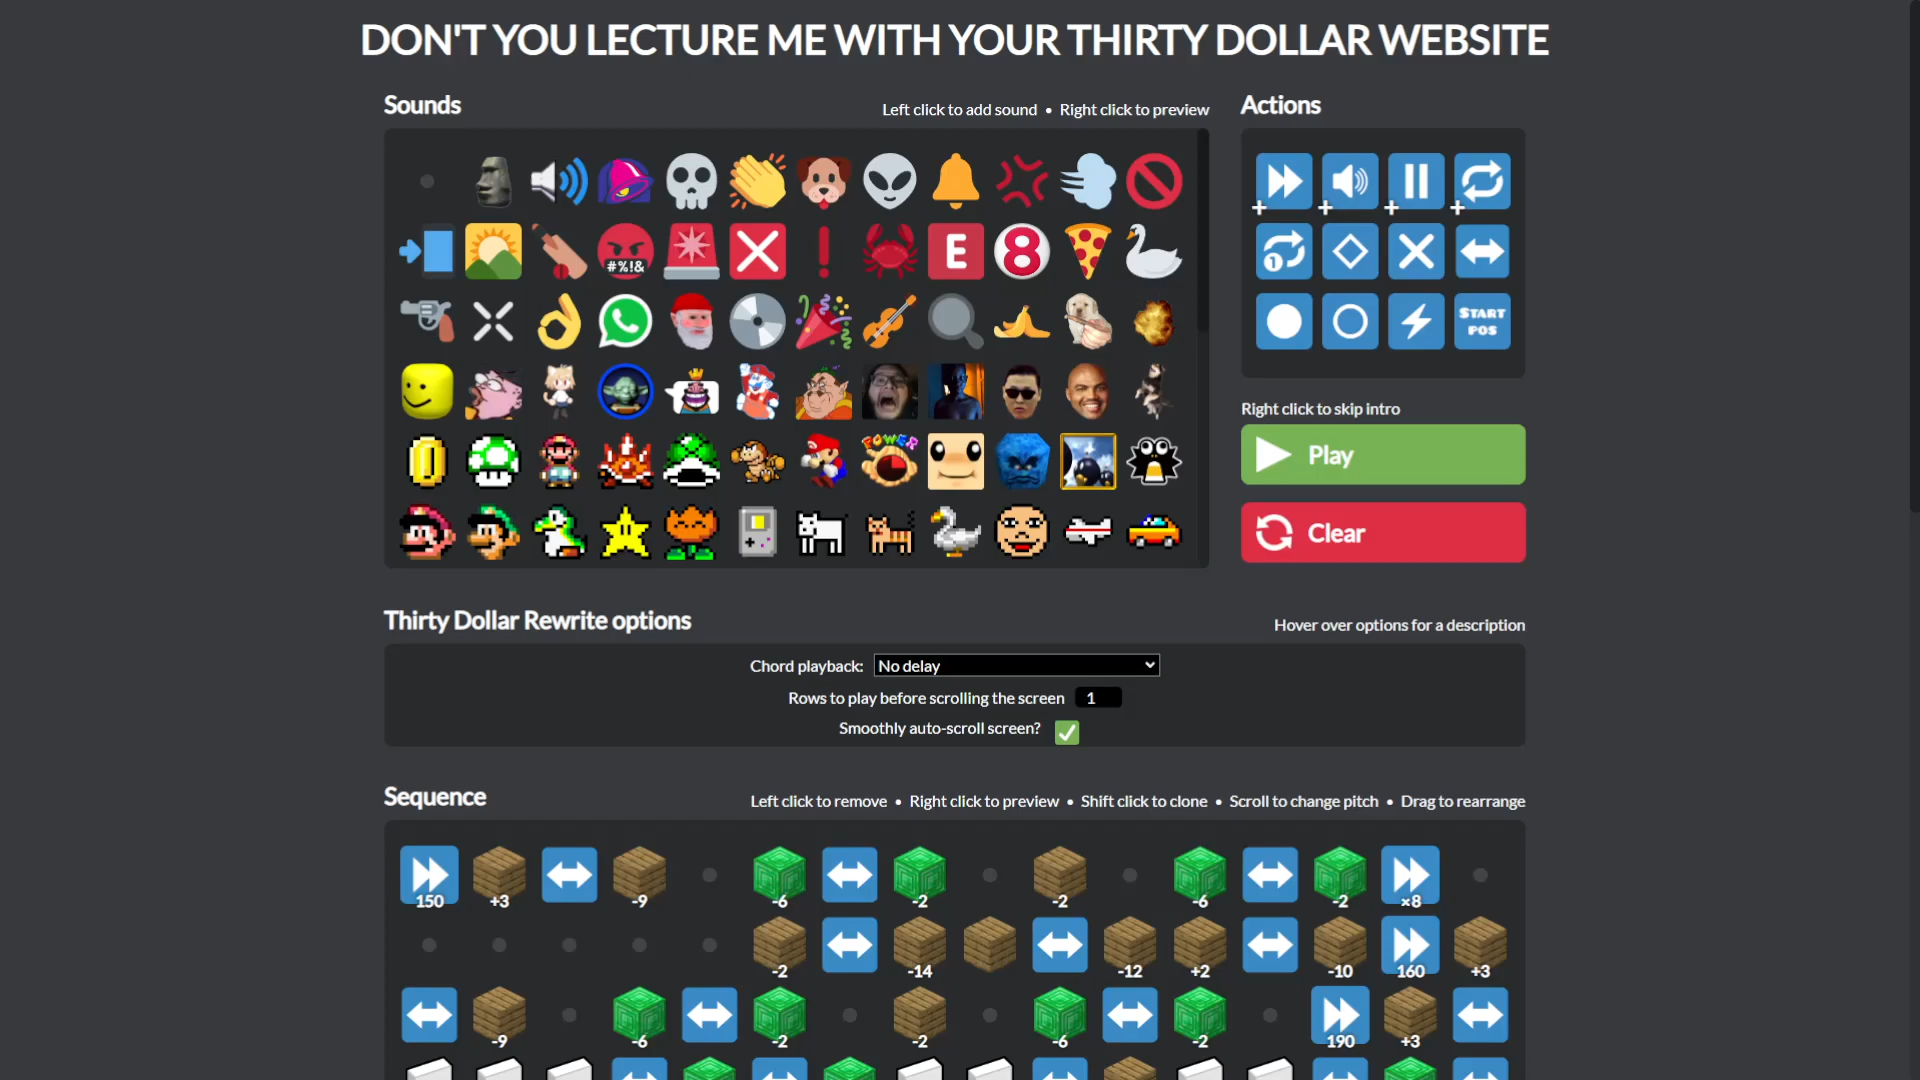 DON'T YOU LECTURE ME WITH YOUR THIRTY DOLLAR WEBSITE
Sounds
Left click to add sound • Right click to preview
#%!&
E
8
POWER
Actions
+ + + +
1
START POS
Right click to skip intro
Play
Clear
Thirty Dollar Rewrite options
Hover over options for a description
Chord playback: No delay
Rows to play before scrolling the screen 1
Smoothly auto-scroll screen?
Sequence
Left click to remove • Right click to preview • Shift click to clone • Scroll to change pitch • Drag to rearrange
150 +3 -9 -6 -2 -2 -6 -2 ×8
-2 -14 -12 +2 -10 160 +3
-9 -6 -2 -2 -6 -2 190 +3